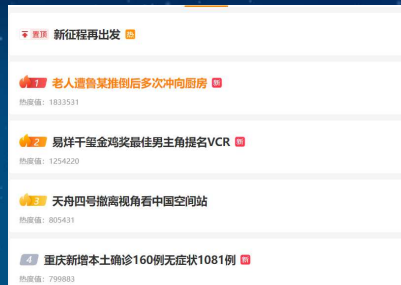 置顶 新征程再出发 热
1 老人遭鲁某推倒后多次冲向厨房 新
热度值：1833531
2 易烊千玺金鸡奖最佳男主角提名VCR 新
热度值：1254220
3 天舟四号撤离视角看中国空间站
热度值：805431
4 重庆新增本土确诊160例无症状1081例 新
热度值：799883